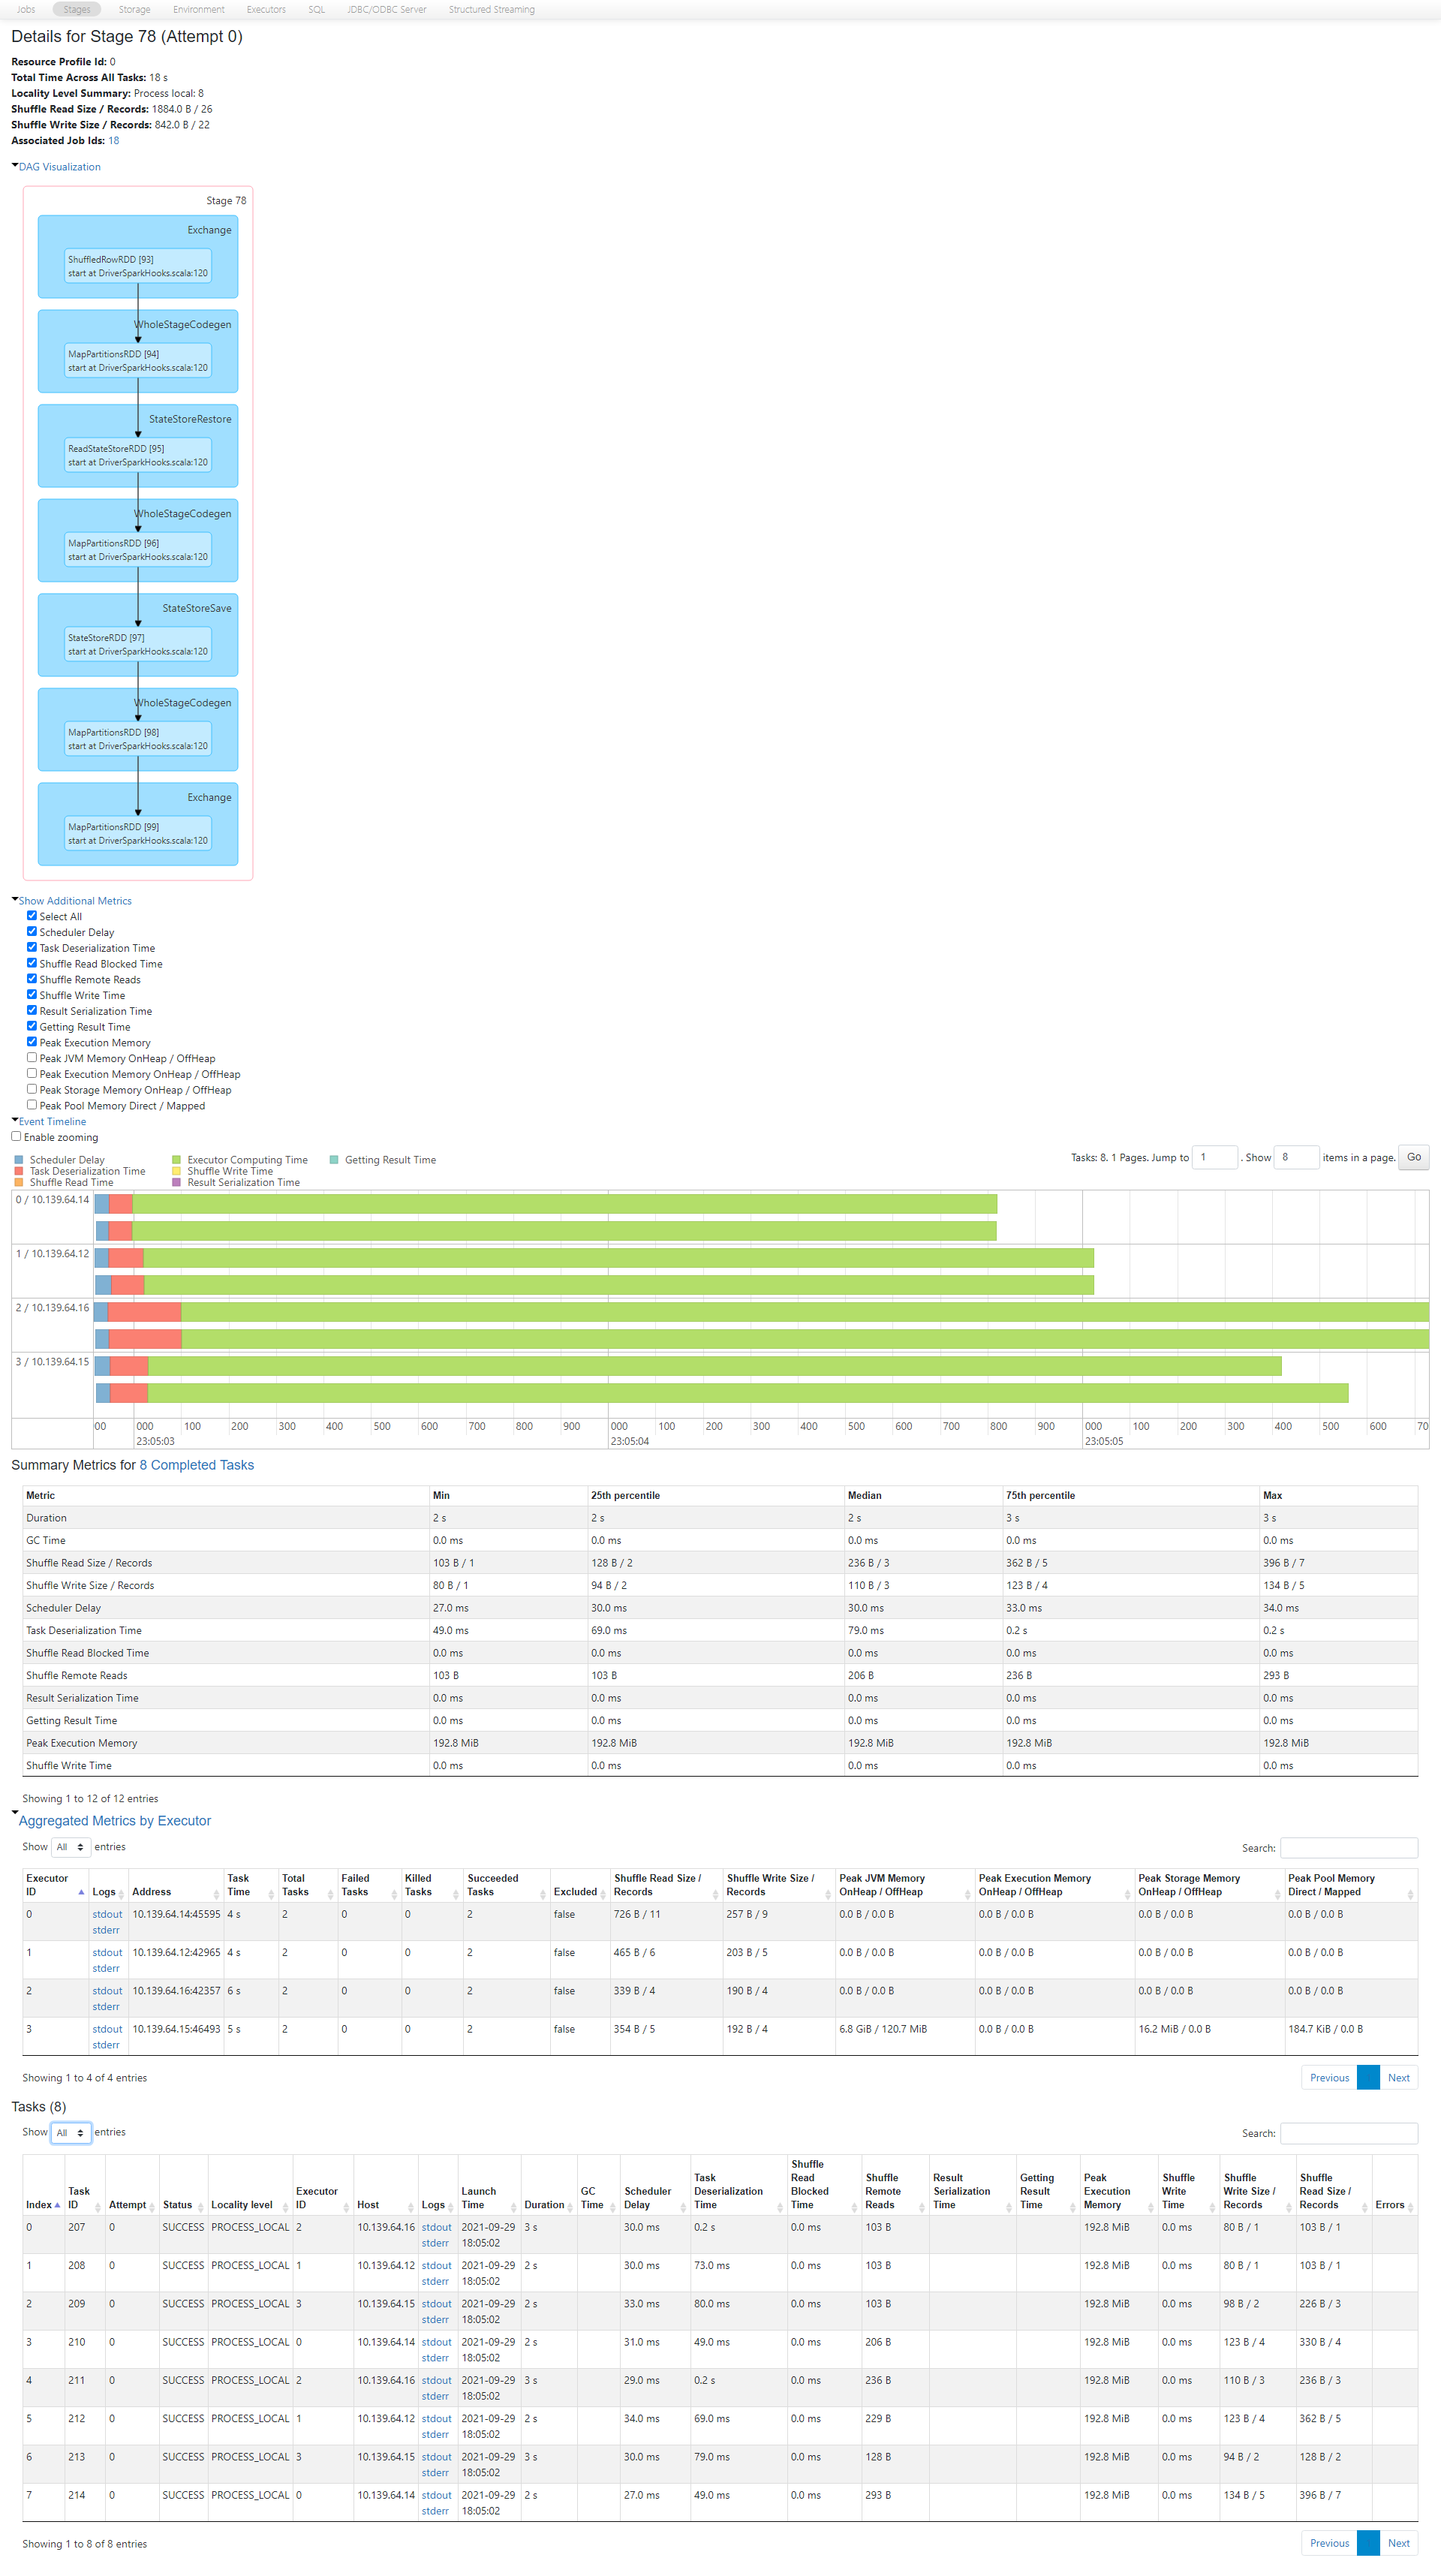 Jobs Stages Storage Environment Executors SQL JDBC/ODBC Server Structured Streaming
Details for Stage 78 (Attempt 0)
Resource Profile Id: 0
Total Time Across All Tasks: 18 s
Locality Level Summary: Process local: 8
Shuffle Read Size / Records: 1884.0 B / 26
Shuffle Write Size / Records: 842.0 B / 22
Associated Job Ids: 18
DAG Visualization
Stage 78
Exchange
ShuffledRowRDD [93]
start at DriverSparkHooks.scala:120
WholeStageCodegen
MapPartitionsRDD [94]
start at DriverSparkHooks.scala:120
StateStoreRestore
ReadStateStoreRDD [95]
start at DriverSparkHooks.scala:120
WholeStageCodegen
MapPartitionsRDD [96]
start at DriverSparkHooks.scala:120
StateStoreSave
StateStoreRDD [97]
start at DriverSparkHooks.scala:120
WholeStageCodegen
MapPartitionsRDD [98]
start at DriverSparkHooks.scala:120
Exchange
MapPartitionsRDD [99]
start at DriverSparkHooks.scala:120
Show Additional Metrics
Select All
Scheduler Delay
Task Deserialization Time
Shuffle Read Blocked Time
Shuffle Remote Reads
Shuffle Write Time
Result Serialization Time
Getting Result Time
Peak Execution Memory
Peak JVM Memory OnHeap / OffHeap
Peak Execution Memory OnHeap / OffHeap
Peak Storage Memory OnHeap / OffHeap
Peak Pool Memory Direct / Mapped
Event Timeline
Enable zooming
Tasks: 8. 1 Pages. Jump to 1 . Show 8 items in a page. Go
Scheduler Delay Executor Computing Time Getting Result Time
Task Deserialization Time Shuffle Write Time
Shuffle Read Time Result Serialization Time
0 / 10.139.64.14
1 / 10.139.64.12
2 / 10.139.64.16
3 / 10.139.64.15
00 000 100 200 300 400 500 600 700 800 900 000 100 200 300 400 500 600 700 800 900 000 100 200 300 400 500 600 70
23:05:03 23:05:04 23:05:05
Summary Metrics for 8 Completed Tasks
Metric Min 25th percentile Median 75th percentile Max
Duration 2 s 2 s 2 s 3 s 3 s
GC Time 0.0 ms 0.0 ms 0.0 ms 0.0 ms 0.0 ms
Shuffle Read Size / Records 103 B / 1 128 B / 2 236 B / 3 362 B / 5 396 B / 7
Shuffle Write Size / Records 80 B / 1 94 B / 2 110 B / 3 123 B / 4 134 B / 5
Scheduler Delay 27.0 ms 30.0 ms 30.0 ms 33.0 ms 34.0 ms
Task Deserialization Time 49.0 ms 69.0 ms 79.0 ms 0.2 s 0.2 s
Shuffle Read Blocked Time 0.0 ms 0.0 ms 0.0 ms 0.0 ms 0.0 ms
Shuffle Remote Reads 103 B 103 B 206 B 236 B 293 B
Result Serialization Time 0.0 ms 0.0 ms 0.0 ms 0.0 ms 0.0 ms
Getting Result Time 0.0 ms 0.0 ms 0.0 ms 0.0 ms 0.0 ms
Peak Execution Memory 192.8 MiB 192.8 MiB 192.8 MiB 192.8 MiB 192.8 MiB
Shuffle Write Time 0.0 ms 0.0 ms 0.0 ms 0.0 ms 0.0 ms
Showing 1 to 12 of 12 entries
Aggregated Metrics by Executor
Show All entries Search:
Executor Task Total Failed Killed Succeeded Shuffle Read Size / Shuffle Write Size / Peak JVM Memory Peak Execution Memory Peak Storage Memory Peak Pool Memory
ID Logs Address Time Tasks Tasks Tasks Tasks Excluded Records Records OnHeap / OffHeap OnHeap / OffHeap OnHeap / OffHeap Direct / Mapped
0 stdout 10.139.64.14:45595 4 s 2 0 0 2 false 726 B / 11 257 B / 9 0.0 B / 0.0 B 0.0 B / 0.0 B 0.0 B / 0.0 B 0.0 B / 0.0 B
stderr
1 stdout 10.139.64.12:42965 4 s 2 0 0 2 false 465 B / 6 203 B / 5 0.0 B / 0.0 B 0.0 B / 0.0 B 0.0 B / 0.0 B 0.0 B / 0.0 B
stderr
2 stdout 10.139.64.16:42357 6 s 2 0 0 2 false 339 B / 4 190 B / 4 0.0 B / 0.0 B 0.0 B / 0.0 B 0.0 B / 0.0 B 0.0 B / 0.0 B
stderr
3 stdout 10.139.64.15:46493 5 s 2 0 0 2 false 354 B / 5 192 B / 4 6.8 GiB / 120.7 MiB 0.0 B / 0.0 B 16.2 MiB / 0.0 B 184.7 KiB / 0.0 B
stderr
Showing 1 to 4 of 4 entries Previous Next
Tasks (8)
Show All entries Search:
Shuffle
Task Read Shuffle Result Getting Peak Shuffle Shuffle Shuffle
Task Executor Launch GC Scheduler Deserialization Blocked Remote Serialization Result Execution Write Write Size / Read Size /
Index ID Attempt Status Locality level ID Host Logs Time Duration Time Delay Time Time Reads Time Time Memory Time Records Records Errors
0 207 0 SUCCESS PROCESS_LOCAL 2 10.139.64.16 stdout 2021-09-29 3 s 30.0 ms 0.2 s 0.0 ms 103 B 192.8 MiB 0.0 ms 80 B / 1 103 B / 1
stderr 18:05:02
1 208 0 SUCCESS PROCESS_LOCAL 1 10.139.64.12 stdout 2021-09-29 2 s 30.0 ms 73.0 ms 0.0 ms 103 B 192.8 MiB 0.0 ms 80 B / 1 103 B / 1
stderr 18:05:02
2 209 0 SUCCESS PROCESS_LOCAL 3 10.139.64.15 stdout 2021-09-29 2 s 33.0 ms 80.0 ms 0.0 ms 103 B 192.8 MiB 0.0 ms 98 B / 2 226 B / 3
stderr 18:05:02
3 210 0 SUCCESS PROCESS_LOCAL 0 10.139.64.14 stdout 2021-09-29 2 s 31.0 ms 49.0 ms 0.0 ms 206 B 192.8 MiB 0.0 ms 123 B / 4 330 B / 4
stderr 18:05:02
4 211 0 SUCCESS PROCESS_LOCAL 2 10.139.64.16 stdout 2021-09-29 3 s 29.0 ms 0.2 s 0.0 ms 236 B 192.8 MiB 0.0 ms 110 B / 3 236 B / 3
stderr 18:05:02
5 212 0 SUCCESS PROCESS_LOCAL 1 10.139.64.12 stdout 2021-09-29 2 s 34.0 ms 69.0 ms 0.0 ms 229 B 192.8 MiB 0.0 ms 123 B / 4 362 B / 5
stderr 18:05:02
6 213 0 SUCCESS PROCESS_LOCAL 3 10.139.64.15 stdout 2021-09-29 3 s 30.0 ms 79.0 ms 0.0 ms 128 B 192.8 MiB 0.0 ms 94 B / 2 128 B / 2
stderr 18:05:02
7 214 0 SUCCESS PROCESS_LOCAL 0 10.139.64.14 stdout 2021-09-29 2 s 27.0 ms 49.0 ms 0.0 ms 293 B 192.8 MiB 0.0 ms 134 B / 5 396 B / 7
stderr 18:05:02
Showing 1 to 8 of 8 entries Previous Next